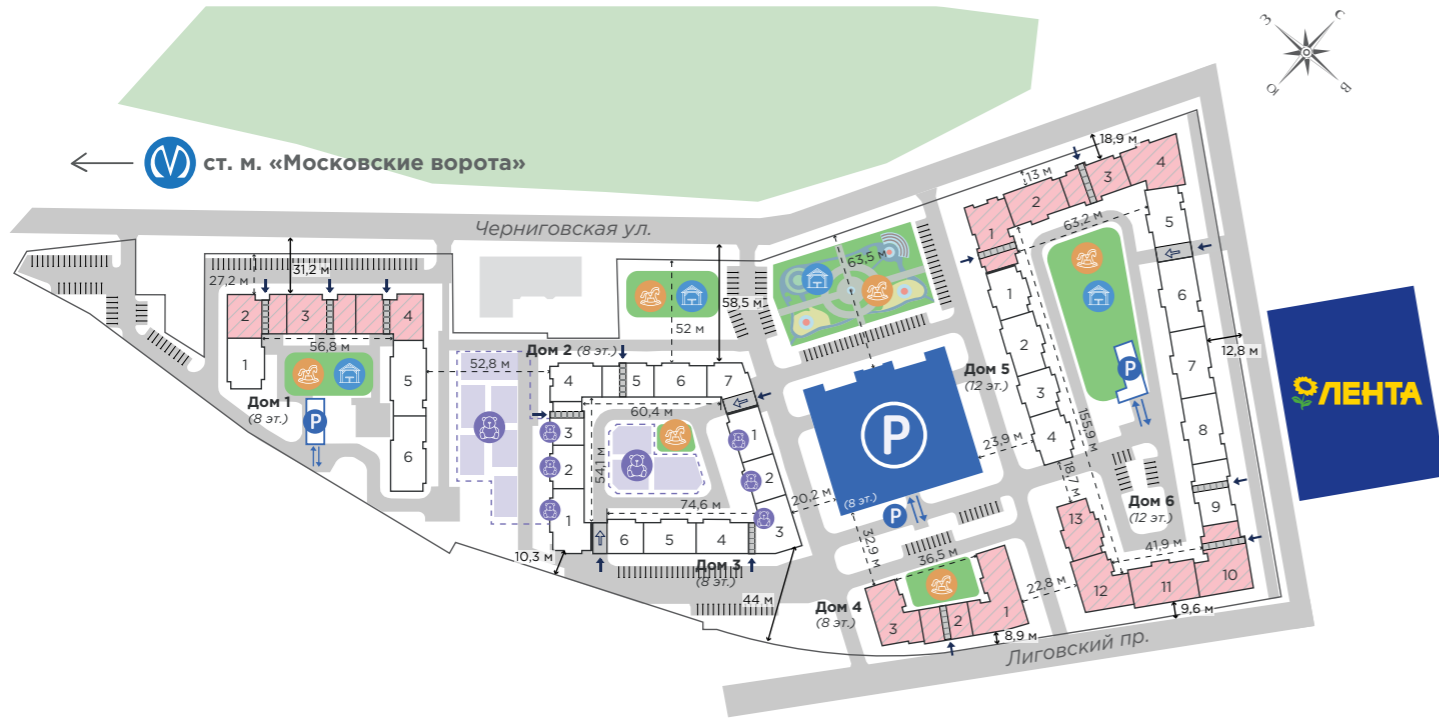 З
С
Ю
В
ст. м. «Московские ворота»
Черниговская ул.
18,9 м
13 м
4
3
2
1
5
63,2 м
63,5 м
27,2 м
31,2 м
58,5 м
52 м
2
3
4
1
56,8 м
5
6
Дом 1
(8 эт.)
P
52,8 м
Дом 2 (8 эт.)
4
5
6
7
60,4 м
3
2
1
54,1 м
74,6 м
1
2
3
6
5
4
10,3 м
Дом 3
(8 эт.)
44 м
20,2 м
P
(8 эт.)
P
23,9 м
32,9 м
36,5 м
Дом 4
(8 эт.)
3
2
1
8,9 м
22,8 м
Дом 5
(12 эт.)
1
2
3
4
155,9 м
18,7 м
P
6
7
8
9
12,8 м
Дом 6
(12 эт.)
13
12
11
10
41,9 м
9,6 м
Лиговский пр.
ЛЕНТА